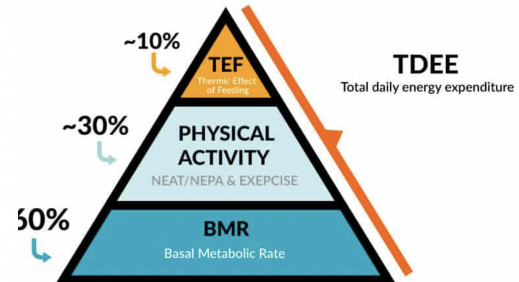 ~10%
TEF
Thermic Effect
of Feeding
TDEE
Total daily energy expenditure
~30%
PHYSICAL
ACTIVITY
NEAT/NEPA & EXEPCISE
60%
BMR
Basal Metabolic Rate